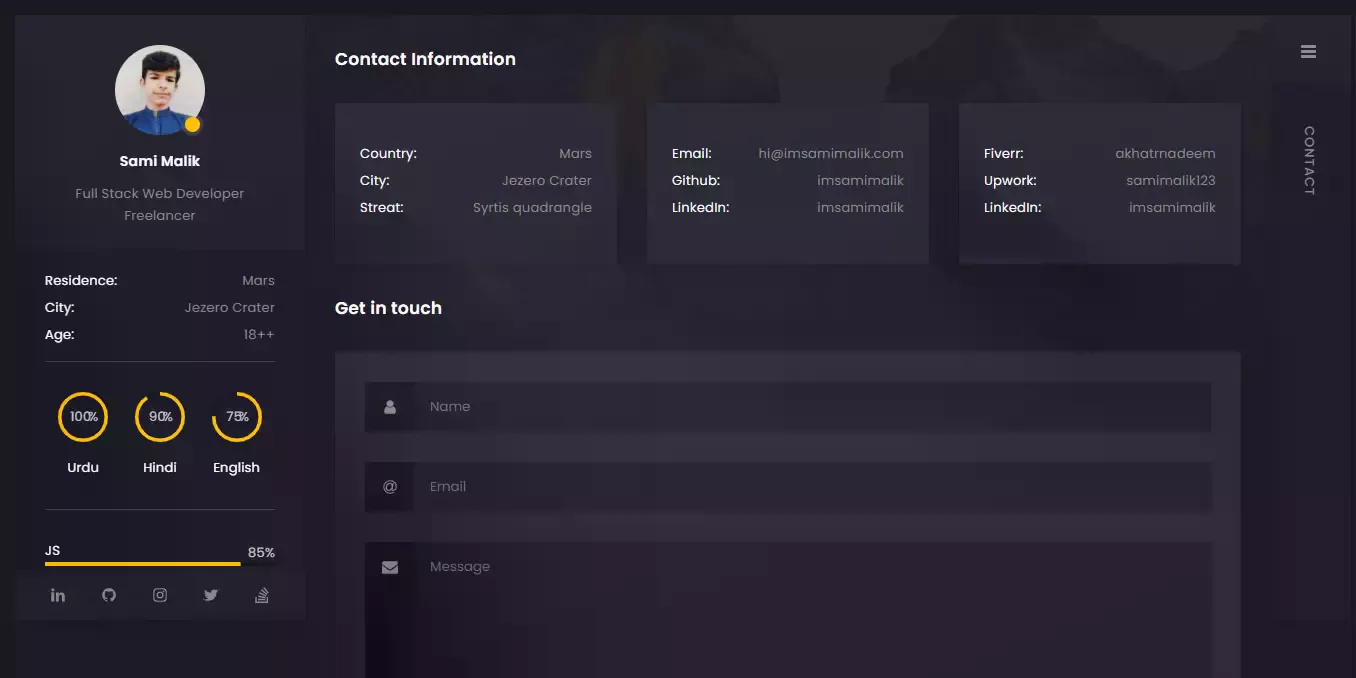 Sami Malik
Full Stack Web Developer
Freelancer
Residence: Mars
City: Jezero Crater
Age: 18++
100% 90% 75%
Urdu Hindi English
JS 85%
Contact Information
Country: Mars
City: Jezero Crater
Streat: Syrtis quadrangle
Email: hi@imsamimalik.com
Github: imsamimalik
LinkedIn: imsamimalik
Fiverr: akhatrnadeem
Upwork: samimalik123
LinkedIn: imsamimalik
Get in touch
Name
@ Email
Message
CONTACT